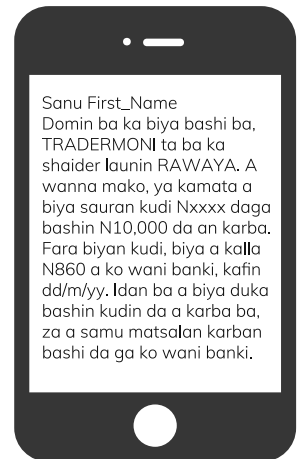 Sanu First_Name
Domin ba ka biya bashi ba,
TRADERMONI ta ba ka
shaider launin RAWAYA. A
wanna mako, ya kamata a
biya sauran kudi Nxxxx daga
bashin N10,000 da an karba.
Fara biyan kudi, biya a kalla
N860 a ko wani banki, kafin
dd/m/yy. Idan ba a biya duka
bashin kudin da a karba ba,
za a samu matsalan karban
bashi da ga ko wani banki.